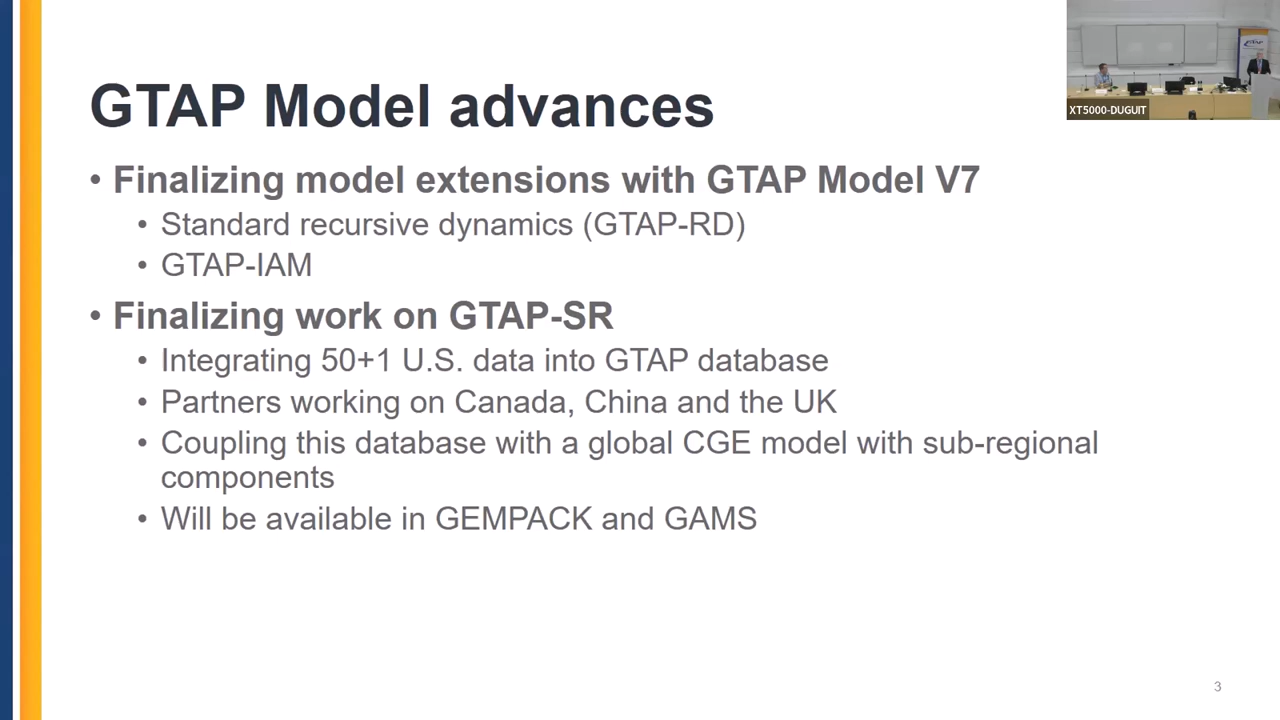 GTAP Model advances
• Finalizing model extensions with GTAP Model V7
• Standard recursive dynamics (GTAP-RD)
• GTAP-IAM
• Finalizing work on GTAP-SR
• Integrating 50+1 U.S. data into GTAP database
• Partners working on Canada, China and the UK
• Coupling this database with a global CGE model with sub-regional
components
• Will be available in GEMPACK and GAMS
XT5000-DUGUIT
3